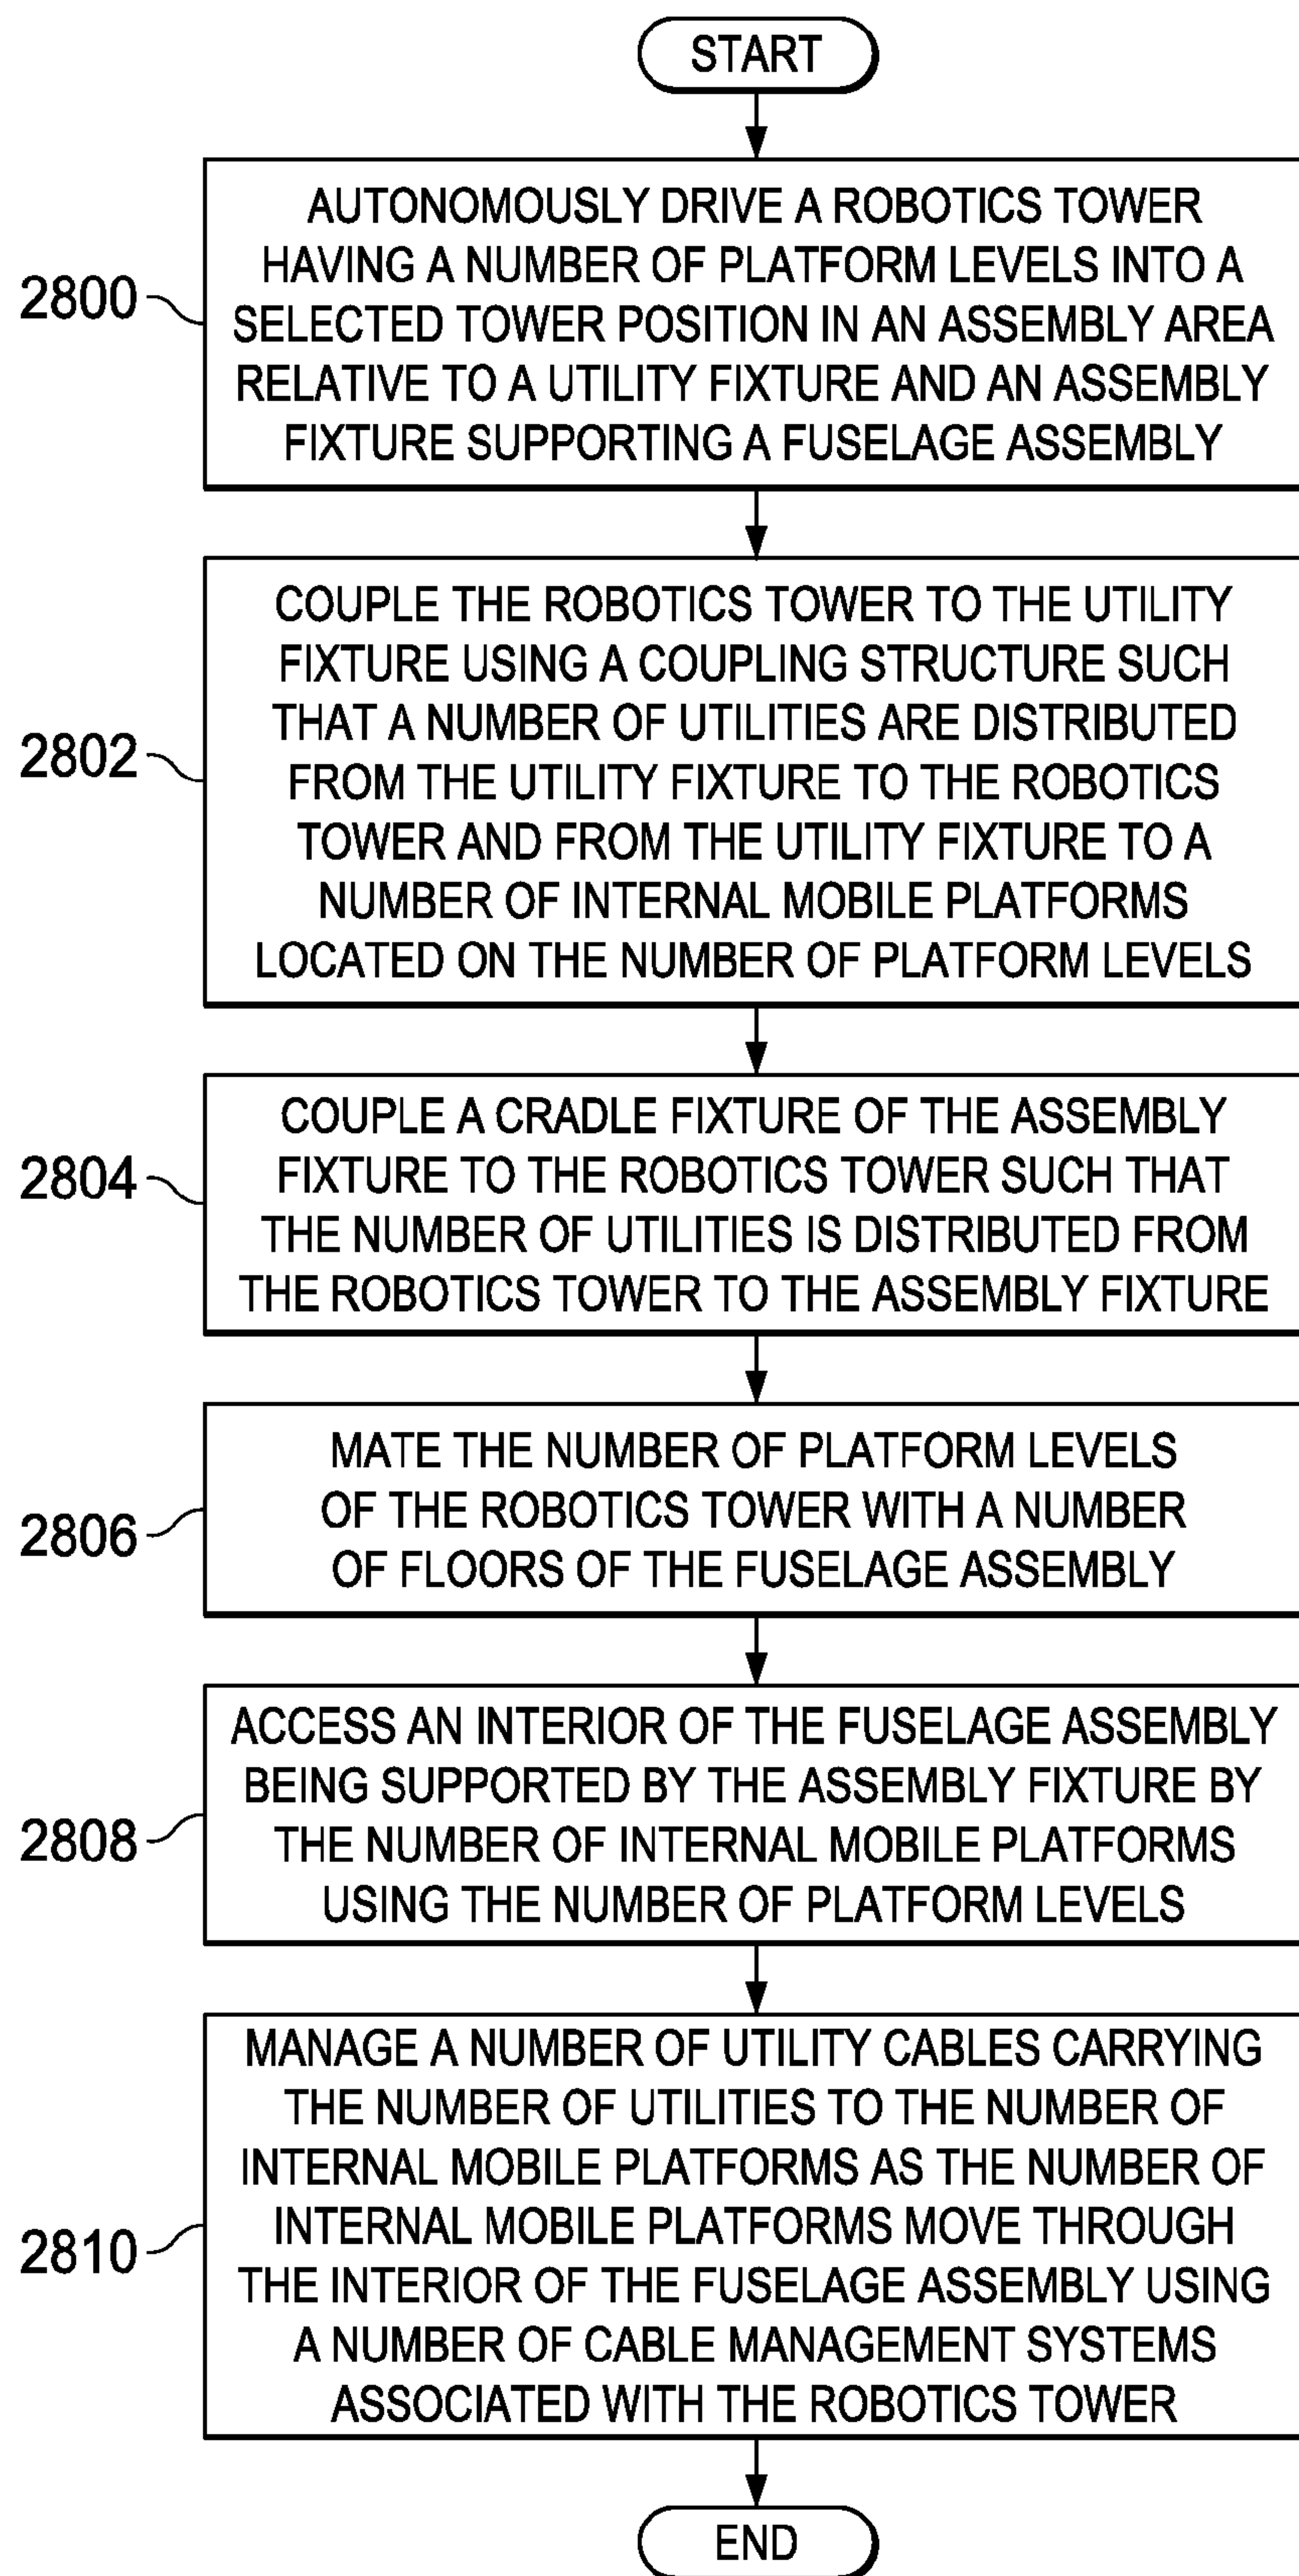 START
AUTONOMOUSLY DRIVE A ROBOTICS TOWER
HAVING A NUMBER OF PLATFORM LEVELS INTO A
SELECTED TOWER POSITION IN AN ASSEMBLY AREA
RELATIVE TO A UTILITY FIXTURE AND AN ASSEMBLY
FIXTURE SUPPORTING A FUSELAGE ASSEMBLY
2800
COUPLE THE ROBOTICS TOWER TO THE UTILITY
FIXTURE USING A COUPLING STRUCTURE SUCH
THAT A NUMBER OF UTILITIES ARE DISTRIBUTED
FROM THE UTILITY FIXTURE TO THE ROBOTICS
TOWER AND FROM THE UTILITY FIXTURE TO A
NUMBER OF INTERNAL MOBILE PLATFORMS
LOCATED ON THE NUMBER OF PLATFORM LEVELS
2802
COUPLE A CRADLE FIXTURE OF THE ASSEMBLY
FIXTURE TO THE ROBOTICS TOWER SUCH THAT
THE NUMBER OF UTILITIES IS DISTRIBUTED FROM
THE ROBOTICS TOWER TO THE ASSEMBLY FIXTURE
2804
MATE THE NUMBER OF PLATFORM LEVELS
OF THE ROBOTICS TOWER WITH A NUMBER
OF FLOORS OF THE FUSELAGE ASSEMBLY
2806
ACCESS AN INTERIOR OF THE FUSELAGE ASSEMBLY
BEING SUPPORTED BY THE ASSEMBLY FIXTURE BY
THE NUMBER OF INTERNAL MOBILE PLATFORMS
USING THE NUMBER OF PLATFORM LEVELS
2808
MANAGE A NUMBER OF UTILITY CABLES CARRYING
THE NUMBER OF UTILITIES TO THE NUMBER OF
INTERNAL MOBILE PLATFORMS AS THE NUMBER OF
INTERNAL MOBILE PLATFORMS MOVE THROUGH
THE INTERIOR OF THE FUSELAGE ASSEMBLY USING
A NUMBER OF CABLE MANAGEMENT SYSTEMS
ASSOCIATED WITH THE ROBOTICS TOWER
2810
END